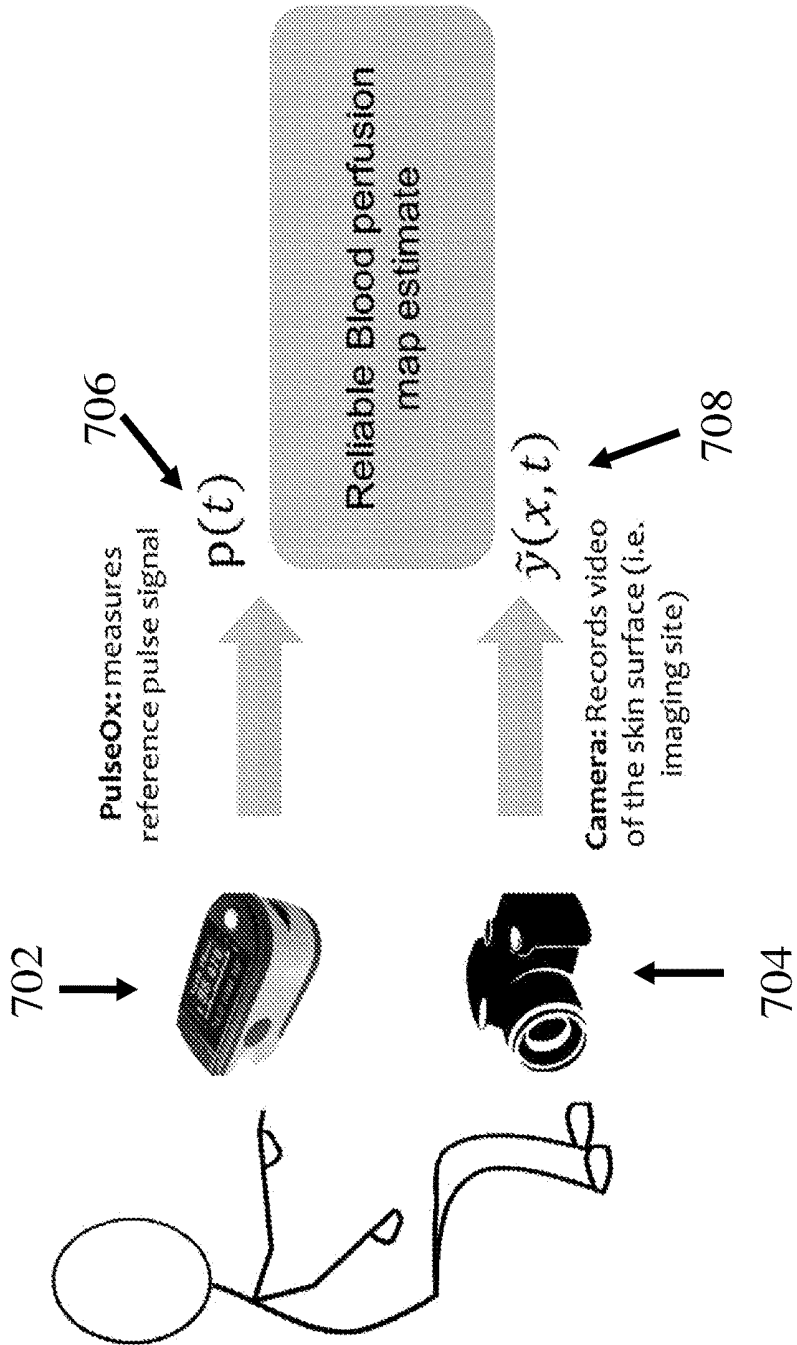 702
PulseOx: measures
reference pulse signal
706
p(t)
Reliable Blood perfusion
map estimate
704
Camera: Records video
of the skin surface (i.e.
imaging site)
ỹ(x, t)
708